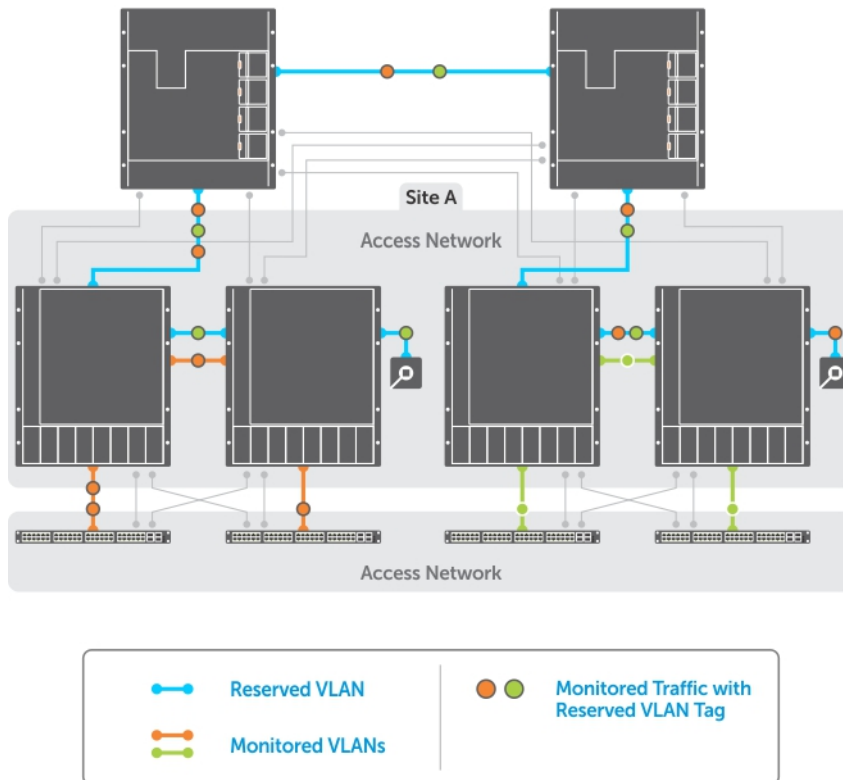 Site A
Access Network
Access Network
Reserved VLAN
Monitored VLANs
Monitored Traffic with
Reserved VLAN Tag